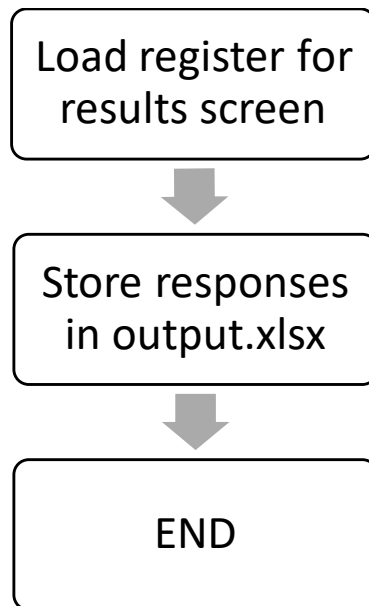 Load register for
results screen
Store responses
in output.xlsx
END